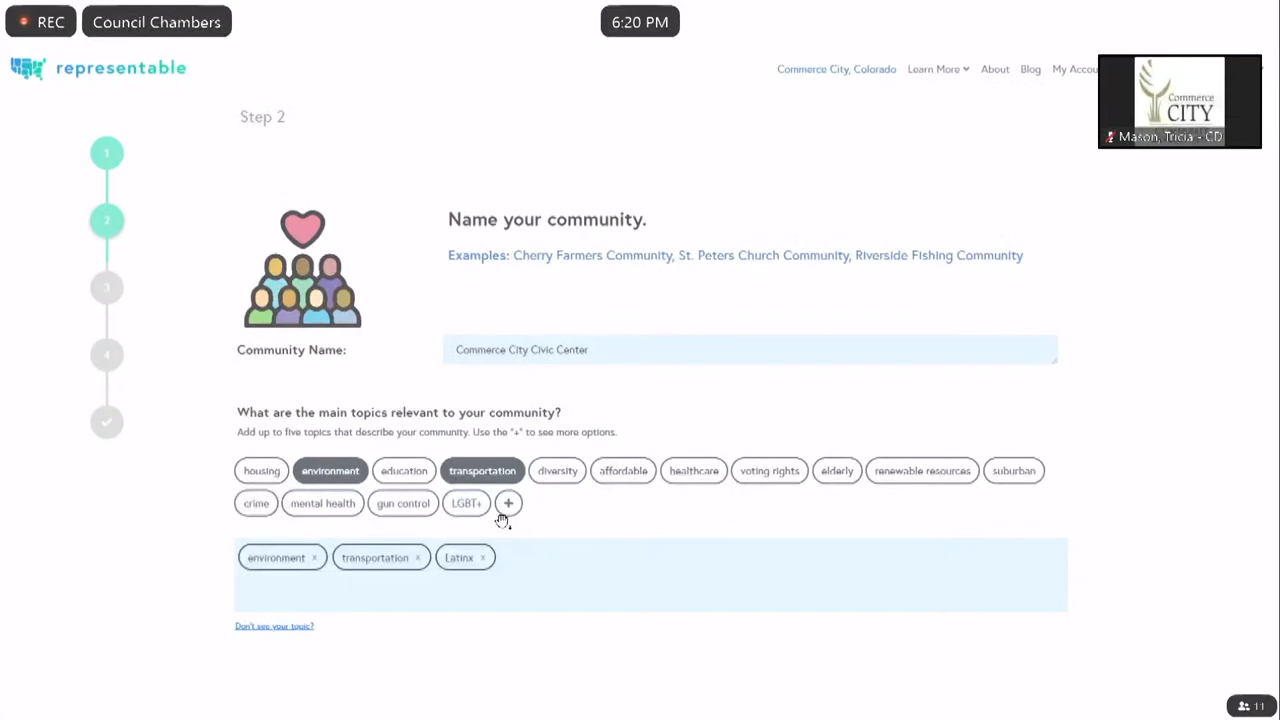 REC
Council Chambers
6:20 PM
representable
Commerce City, Colorado
Learn More
About
Blog
My Accou
Commerce
CITY
Mason, Tricia - CD
Step 2
1
2
3
4
Name your community.
Examples: Cherry Farmers Community, St. Peters Church Community, Riverside Fishing Community
Community Name:
Commerce City Civic Center
What are the main topics relevant to your community?
Add up to five topics that describe your community. Use the "+" to see more options.
housing environment education transportation diversity affordable healthcare voting rights elderly renewable resources suburban
crime mental health gun control LGBT+ +
environment × transportation × Latinx ×
Don't see your topic?
11